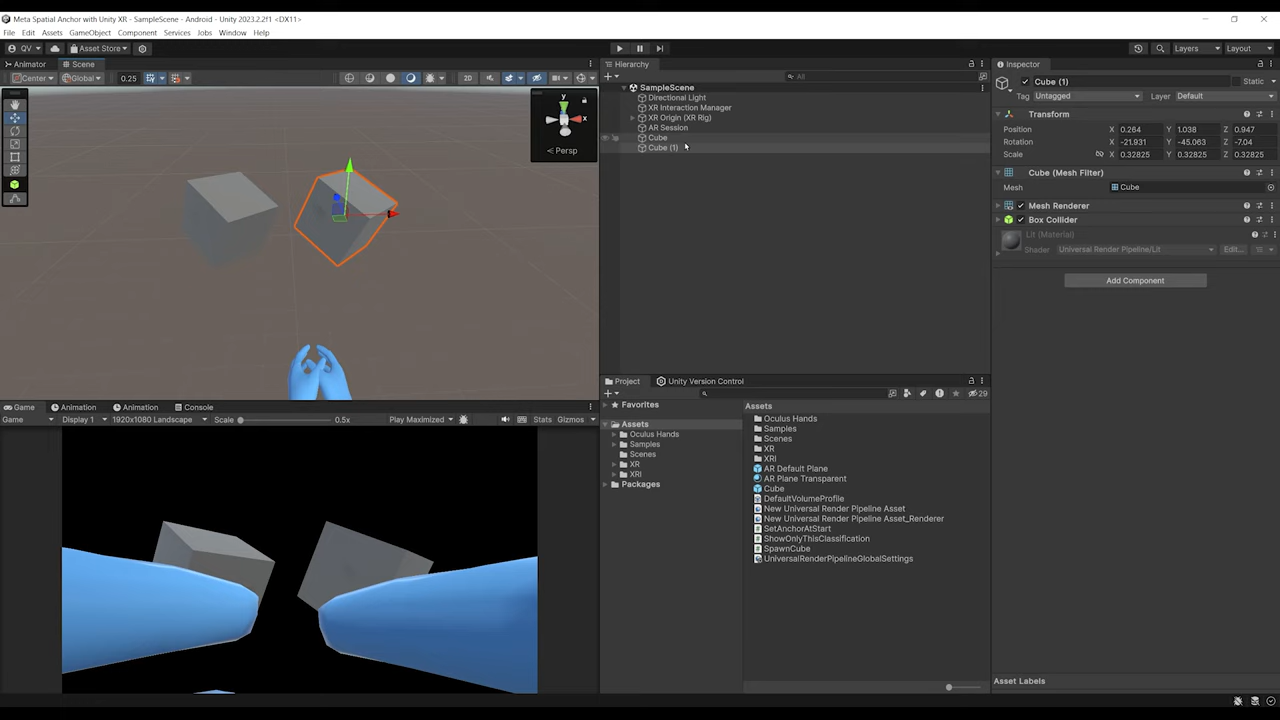 Meta Spatial Anchor with Unity XR - SampleScene - Android - Unity 2023.2.2f1 <DX11>
File Edit Assets GameObject Component Services Jobs Window Help
QV Asset Store Layers Layout
Animator Scene
Center Global 0.25 2D
y
x
Persp
Hierarchy
All
SampleScene
Directional Light
XR Interaction Manager
XR Origin (XR Rig)
AR Session
Cube
Cube (1)
Inspector
Cube (1) Static
Tag Untagged Layer Default
Transform
Position X 0.264 Y 1.038 Z 0.947
Rotation X -21.931 Y -45.063 Z -7.04
Scale X 0.32825 Y 0.32825 Z 0.32825
Cube (Mesh Filter)
Mesh Cube
Mesh Renderer
Box Collider
Lit (Material)
Shader Universal Render Pipeline/Lit Edit...
Add Component
Asset Labels
Game Animation Animation Console
Game Display 1 1920x1080 Landscape Scale 0.5x Play Maximized Stats Gizmos
Project Unity Version Control
29
Favorites
Assets
Oculus Hands
Samples
Scenes
XR
XRI
Packages
Assets
Oculus Hands
Samples
Scenes
XR
XRI
AR Default Plane
AR Plane Transparent
Cube
DefaultVolumeProfile
New Universal Render Pipeline Asset
New Universal Render Pipeline Asset_Renderer
SetAnchorAtStart
ShowOnlyThisClassification
SpawnCube
UniversalRenderPipelineGlobalSettings